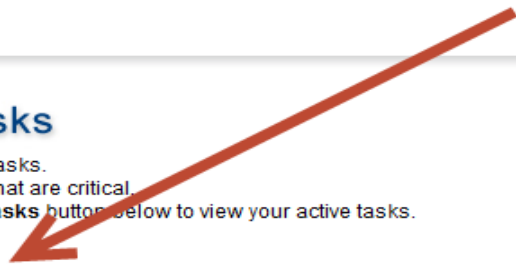 sks
asks.
hat are critical.
asks button below to view your active tasks.